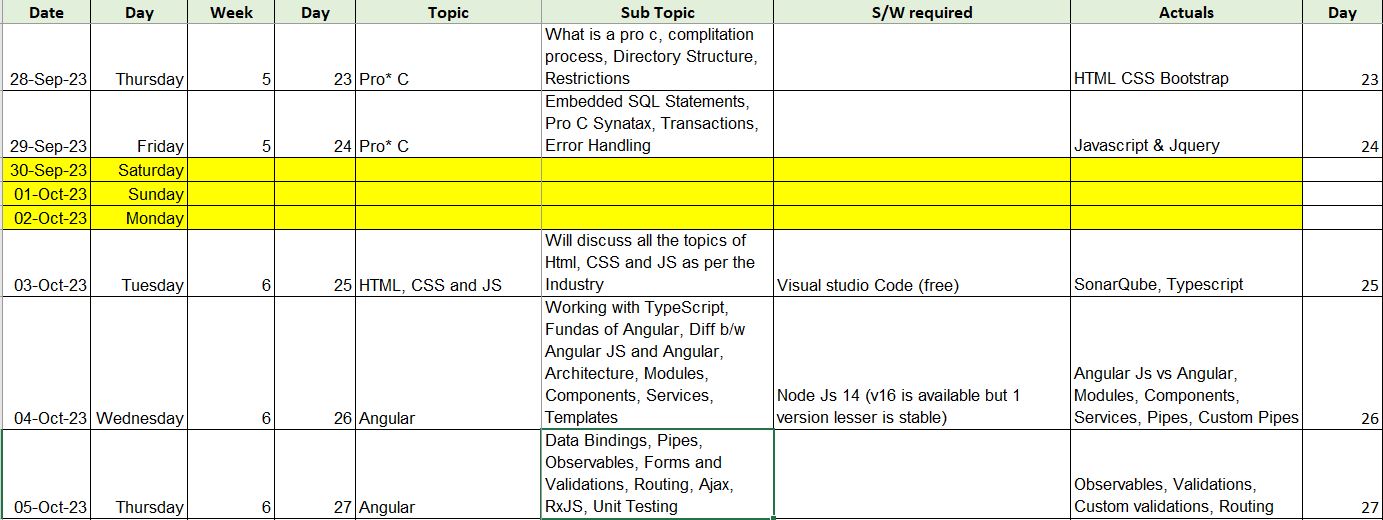 Date Day Week Day Topic Sub Topic S/W required Actuals Day
What is a pro c, complitation
process, Directory Structure,
28-Sep-23 Thursday 5 23 Pro* C Restrictions HTML CSS Bootstrap 23
Embedded SQL Statements,
Pro C Synatax, Transactions,
29-Sep-23 Friday 5 24 Pro* C Error Handling Javascript & Jquery 24
30-Sep-23 Saturday
01-Oct-23 Sunday
02-Oct-23 Monday
Will discuss all the topics of
Html, CSS and JS as per the
03-Oct-23 Tuesday 6 25 HTML, CSS and JS Industry Visual studio Code (free) SonarQube, Typescript 25
Working with TypeScript,
Fundas of Angular, Diff b/w
Angular JS and Angular,
Architecture, Modules, Angular Js vs Angular,
Components, Services, Node Js 14 (v16 is available but 1 Modules, Components,
04-Oct-23 Wednesday 6 26 Angular Templates version lesser is stable) Services, Pipes, Custom Pipes 26
Data Bindings, Pipes,
Observables, Forms and
Validations, Routing, Ajax, Observables, Validations,
05-Oct-23 Thursday 6 27 Angular RxJS, Unit Testing Custom validations, Routing 27